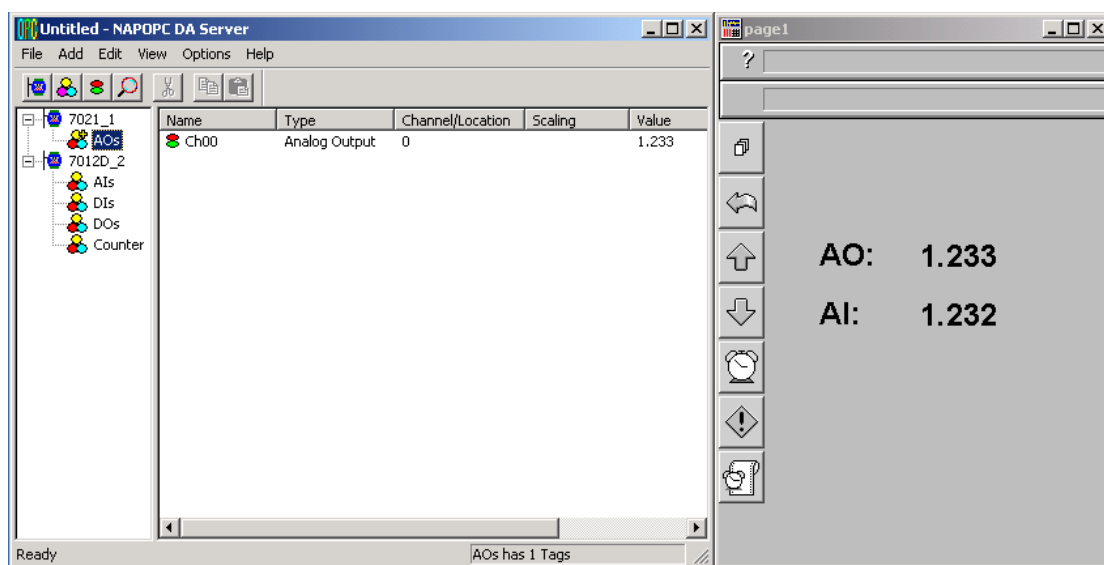 Untitled - NAPOPC DA Server
File Add Edit View Options Help
7021_1
AOs
7012D_2
AIs
DIs
DOs
Counter
Name Type Channel/Location Scaling Value
Ch00 Analog Output 0 1.233
Ready AOs has 1 Tags
page1
?
AO: 1.233
AI: 1.232